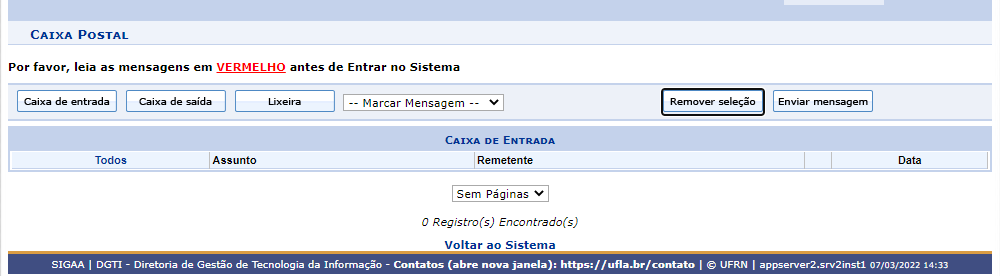 Caixa Postal
Por favor, leia as mensagens em VERMELHO antes de Entrar no Sistema
Caixa de entrada Caixa de saída Lixeira -- Marcar Mensagem -- Remover seleção Enviar mensagem
Caixa de Entrada
Todos Assunto Remetente Data
Sem Páginas
0 Registro(s) Encontrado(s)
Voltar ao Sistema
SIGAA | DGTI - Diretoria de Gestão de Tecnologia da Informação - Contatos (abre nova janela): https://ufla.br/contato | © UFRN | appserver2.srv2inst1 07/03/2022 14:33